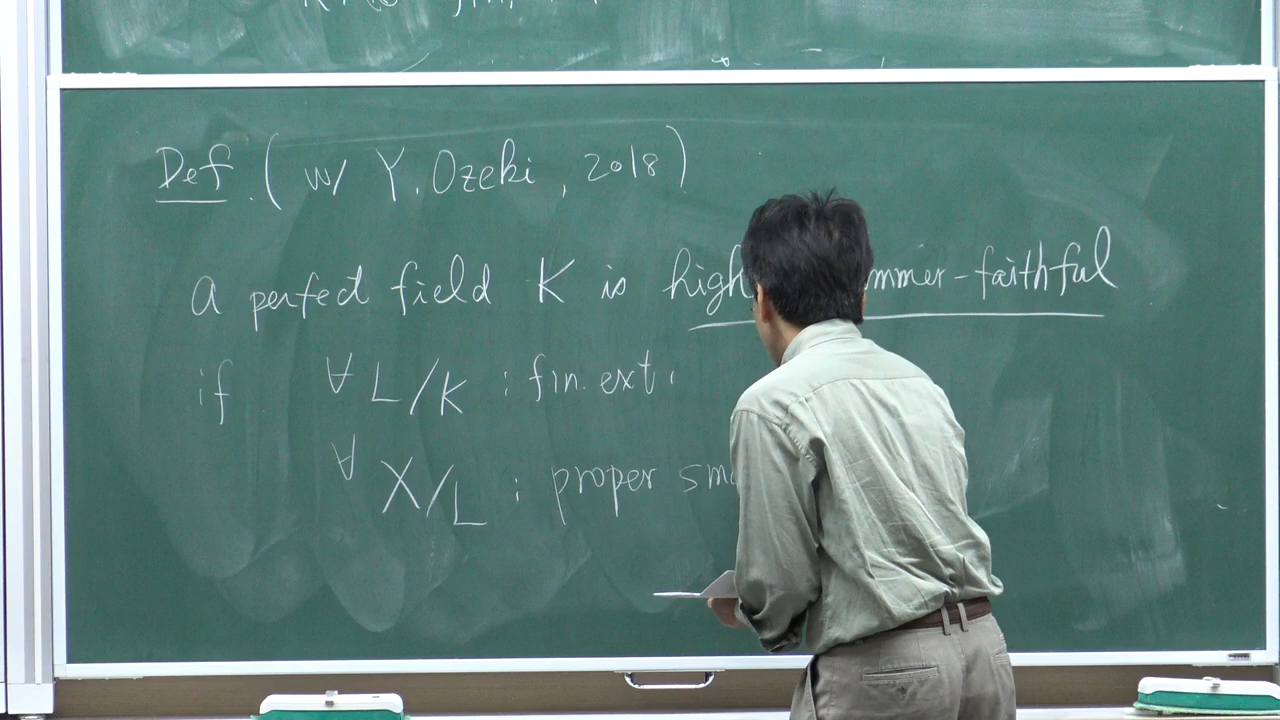 Def. (w/ Y. Ozeki, 2018)
a perfect field K is high mmer-faithful
if ∀ L/K : fin. ext.
∀ X/L : proper sm